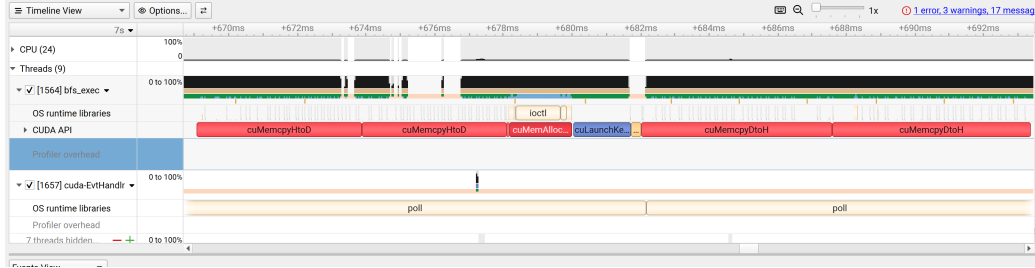 Timeline View Options... 1x 1 error, 3 warnings, 17 messag
7s +670ms +672ms +674ms +676ms +678ms +680ms +682ms +684ms +686ms +688ms +690ms +692ms
CPU (24) 100%
0
Threads (9)
[1564] bfs_exec 0 to 100%
OS runtime libraries ioctl
CUDA API cuMemcpyHtoD cuMemcpyHtoD cuMemAlloc... cuLaunchKe... ... cuMemcpyDtoH cuMemcpyDtoH
Profiler overhead
[1657] cuda-EvtHandlr 0 to 100%
OS runtime libraries poll poll
Profiler overhead
7 threads hidden... 0 to 100%
Events View